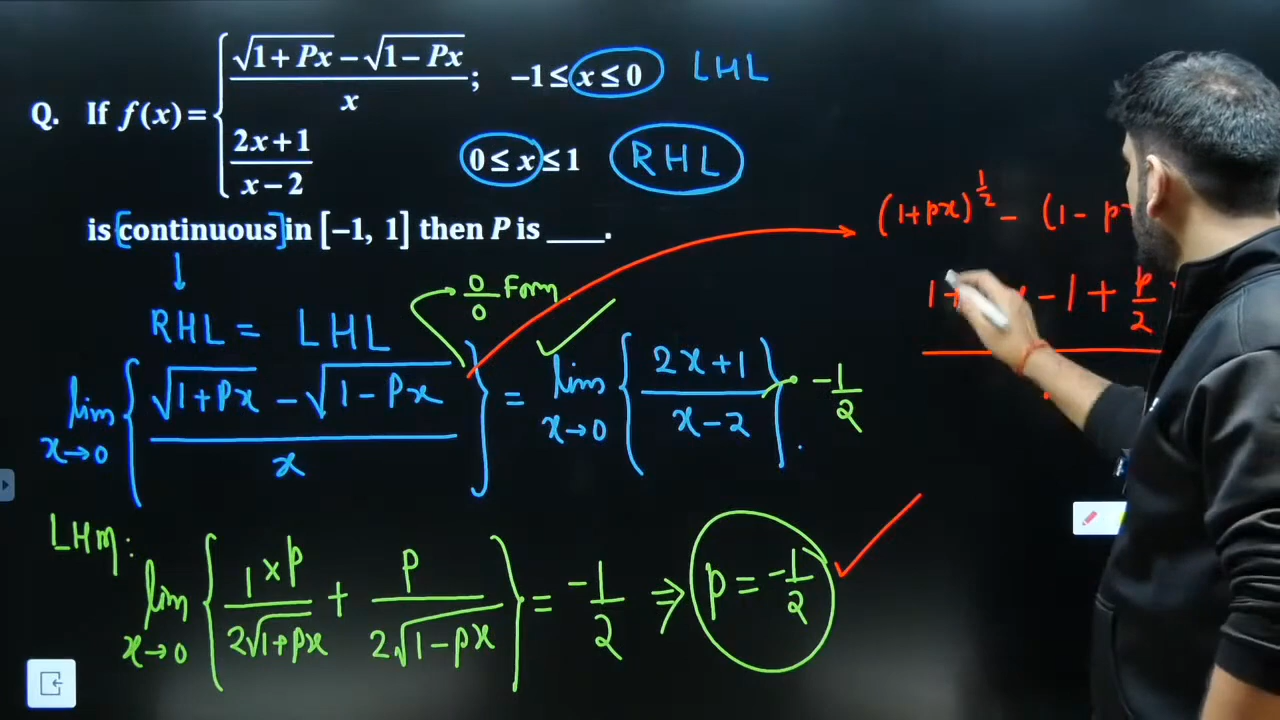 Q. If f(x) = { (√(1+Px) − √(1−Px))/x ; −1 ≤ x ≤ 0 LHL
(2x+1)/(x−2) 0 ≤ x ≤ 1 RHL
is continuous in [−1, 1] then P is ____.
RHL = LHL
0/0 Form
lim x→0 { (√(1+Px) − √(1−Px))/x } = lim x→0 { (2x+1)/(x−2) } -1/2
LHM:
lim x→0 { (1×P)/(2√(1+Px)) + P/(2√(1−Px)) } = -1/2 ⇒ P = -1/2
(1+Px)^(1/2) − (1 − P
1+ − 1 + P/2